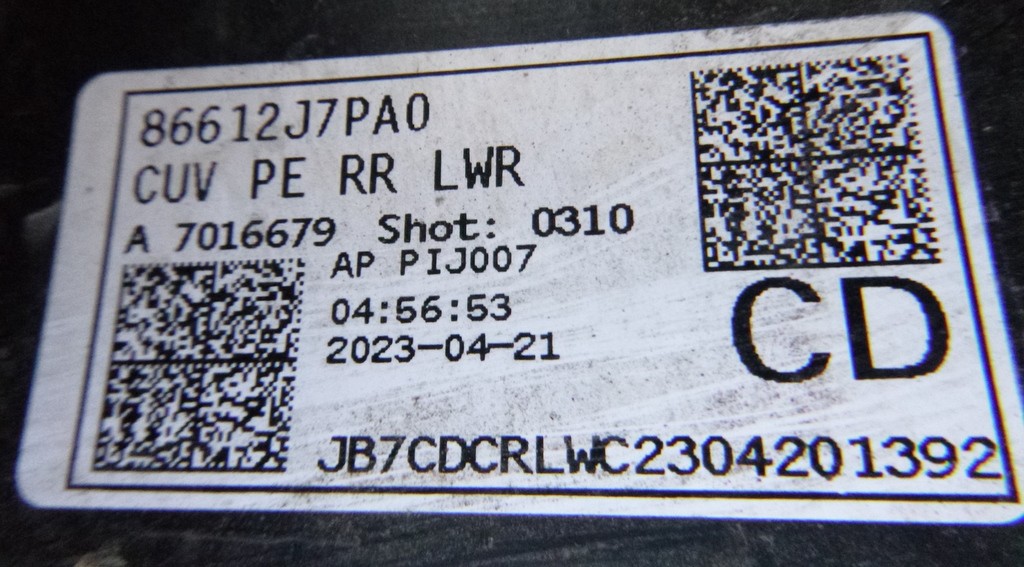 86612J7PA0
CUV PE RR LWR
A 7016679 Shot: 0310
AP PIJ007
04:56:53
2023-04-21
CD
JB7CDCRLWC2304201392